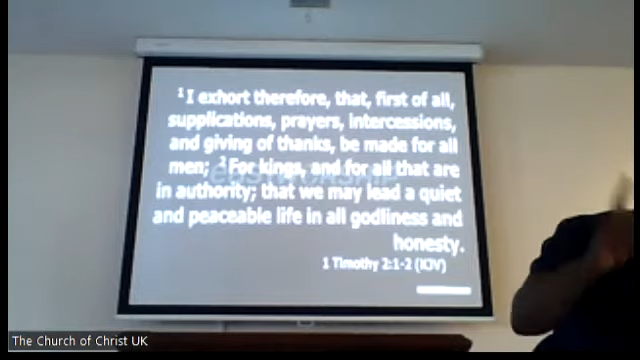 1 I exhort therefore, that, first of all,
supplications, prayers, intercessions,
and giving of thanks, be made for all
men; 2 For kings, and for all that are
in authority; that we may lead a quiet
and peaceable life in all godliness and
honesty.
1 Timothy 2:1-2 (KJV)
The Church of Christ UK